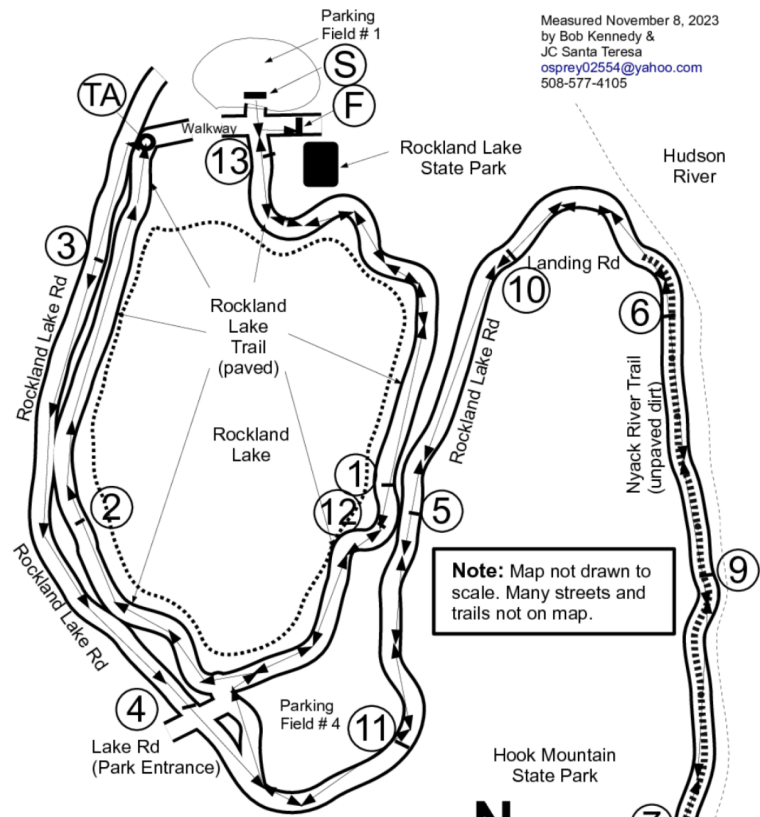 Parking
Field # 1
Measured November 8, 2023
by Bob Kennedy &
JC Santa Teresa
osprey02554@yahoo.com
508-577-4105
S
TA
F
Walkway
13
Rockland Lake
State Park
Hudson
River
3
Landing Rd
10
6
Rockland Lake Rd
Rockland
Lake
Trail
(paved)
Rockland Lake Rd
Nyack River Trail
(unpaved dirt)
Rockland
Lake
1
2
12
5
9
Note: Map not drawn to
scale. Many streets and
trails not on map.
Rockland Lake Rd
4
Parking
Field # 4
11
Lake Rd
(Park Entrance)
Hook Mountain
State Park
N
7